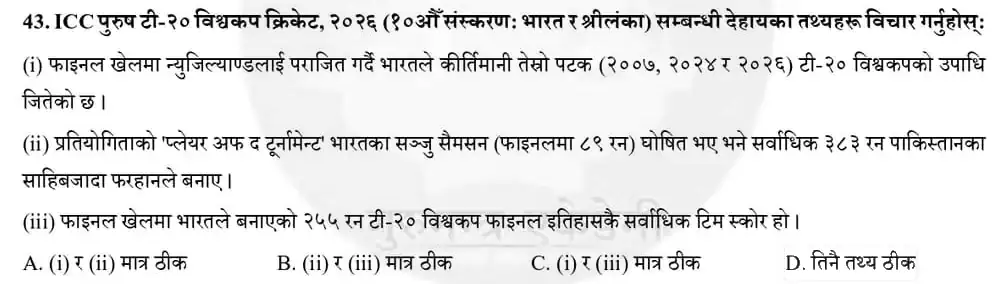 43. ICC पुरुष टी-२० विश्वकप क्रिकेट, २०२६ (१०औँ संस्करण: भारत र श्रीलंका) सम्बन्धी देहायका तथ्यहरू विचार गर्नुहोस्:
(i) फाइनल खेलमा न्युजिल्याण्डलाई पराजित गर्दै भारतले कीर्तिमानी तेस्रो पटक (२००७, २०२४ र २०२६) टी-२० विश्वकपको उपाधि
जितेको छ।
(ii) प्रतियोगिताको 'प्लेयर अफ द टूर्नामेन्ट' भारतका सञ्जु सैमसन (फाइनलमा ८९ रन) घोषित भए भने सर्वाधिक ३८३ रन पाकिस्तानका
साहिबजादा फरहानले बनाए।
(iii) फाइनल खेलमा भारतले बनाएको २५५ रन टी-२० विश्वकप फाइनल इतिहासकै सर्वाधिक टिम स्कोर हो।
A. (i) र (ii) मात्र ठीक B. (ii) र (iii) मात्र ठीक C. (i) र (iii) मात्र ठीक D. तिनै तथ्य ठीक